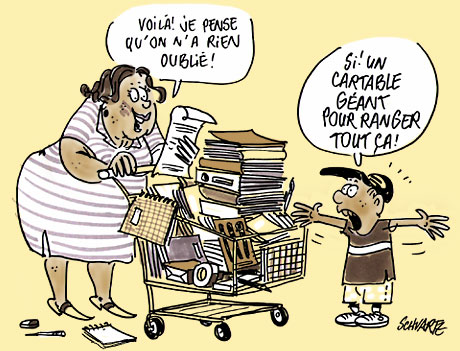 VOILÀ! JE PENSE
QU'ON N'A RIEN
OUBLIÉ!
SI! UN
CARTABLE
GÉANT
POUR RANGER
TOUT ÇA!
SCHVARTZ